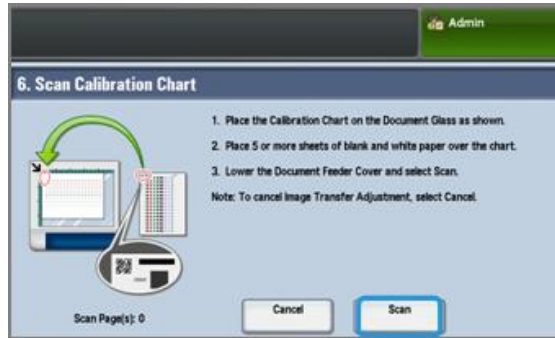 Admin
6. Scan Calibration Chart
1. Place the Calibration Chart on the Document Glass as shown.
2. Place 5 or more sheets of blank and white paper over the chart.
3. Lower the Document Feeder Cover and select Scan.
Note: To cancel Image Transfer Adjustment, select Cancel.
Scan Page(s): 0
Cancel
Scan